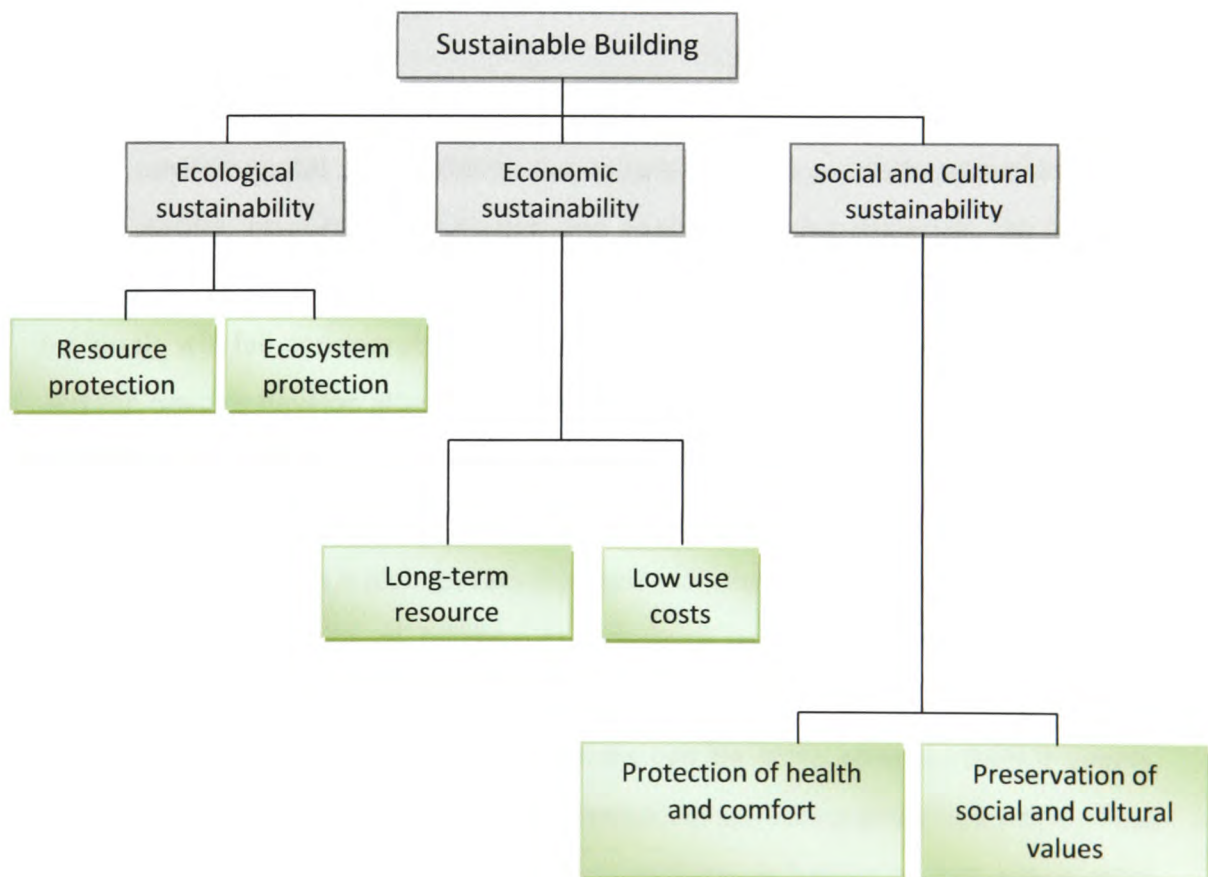 Sustainable Building
Ecological
sustainability
Economic
sustainability
Social and Cultural
sustainability
Resource
protection
Ecosystem
protection
Long-term
resource
Low use
costs
Protection of health
and comfort
Preservation of
social and cultural
values